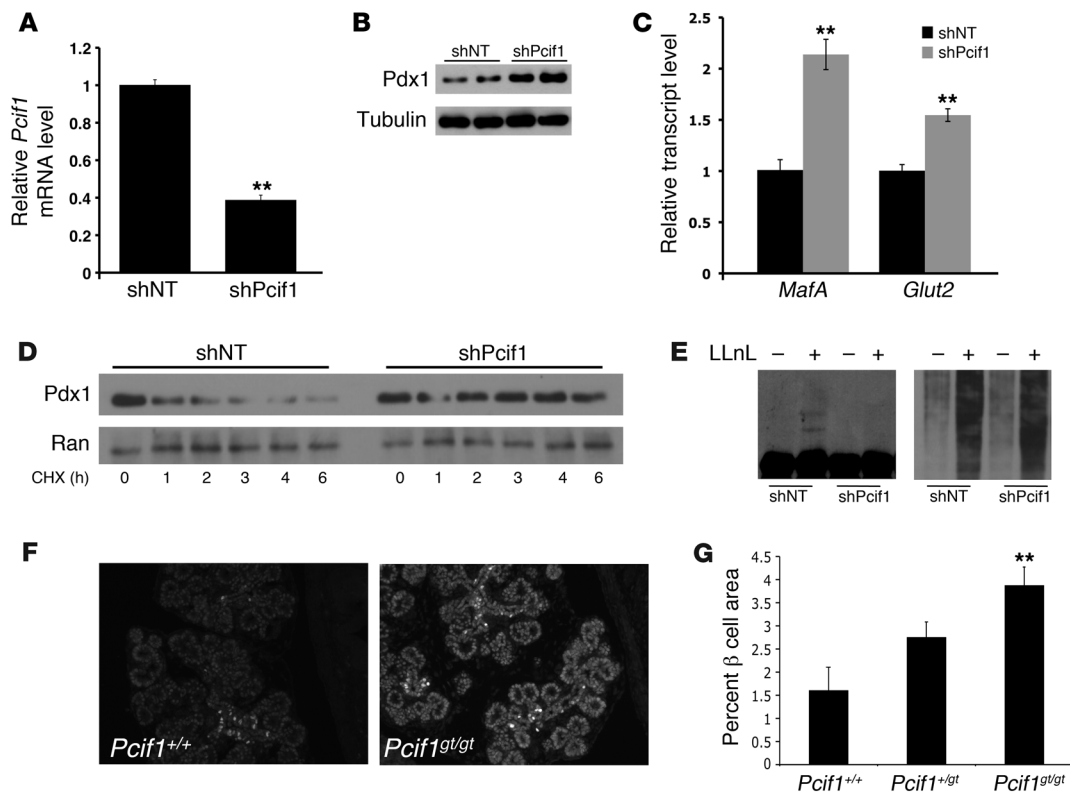 A
Relative Pcif1
mRNA level
1.2
1
0.8
0.6
0.4
0.2
0
**
shNT
shPcif1
B
shNT shPcif1
Pdx1
Tubulin
C
Relative transcript level
2.5
2
1.5
1
0.5
0
** **
shNT
shPcif1
MafA Glut2
D
shNT shPcif1
Pdx1
Ran
CHX (h) 0 1 2 3 4 6 0 1 2 3 4 6
E
LLnL – + – + – + – +
shNT shPcif1 shNT shPcif1
F
Pcif1+/+ Pcif1gt/gt
G
Percent β cell area
4.5
4
3.5
3
2.5
2
1.5
1
0.5
0
**
Pcif1+/+ Pcif1+/gt Pcif1gt/gt